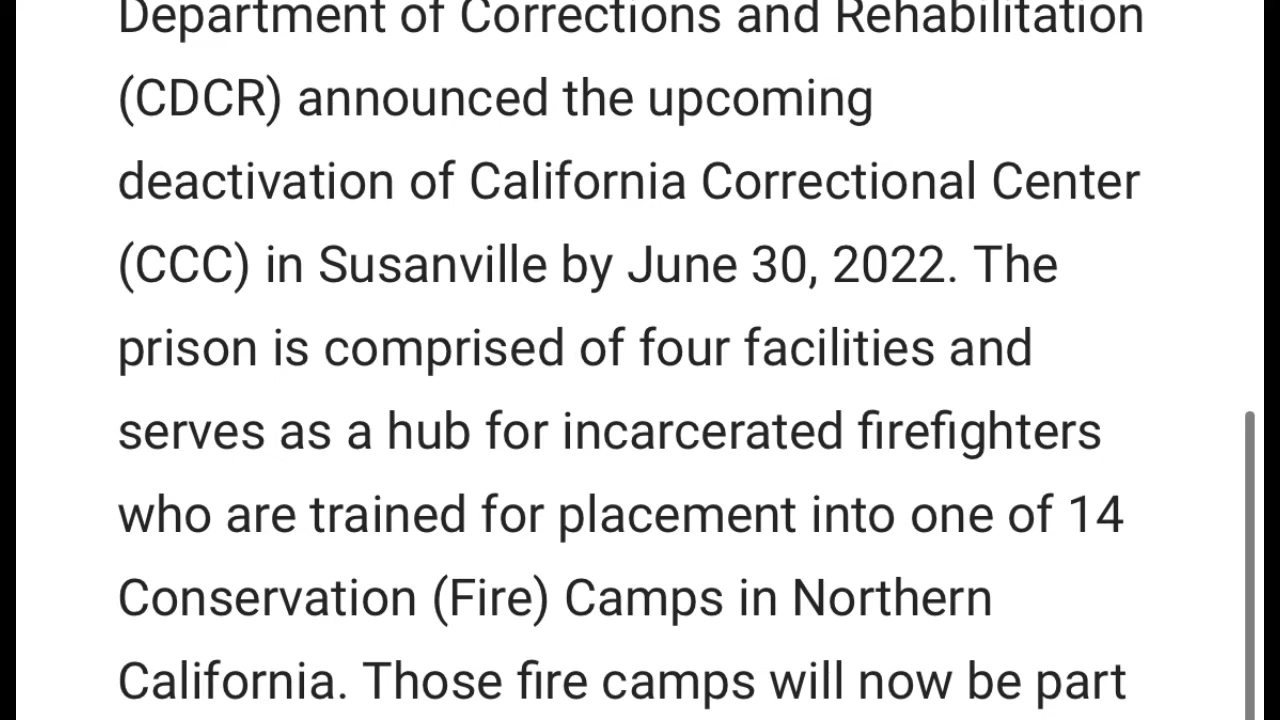 Department of Corrections and Rehabilitation
(CDCR) announced the upcoming
deactivation of California Correctional Center
(CCC) in Susanville by June 30, 2022. The
prison is comprised of four facilities and
serves as a hub for incarcerated firefighters
who are trained for placement into one of 14
Conservation (Fire) Camps in Northern
California. Those fire camps will now be part